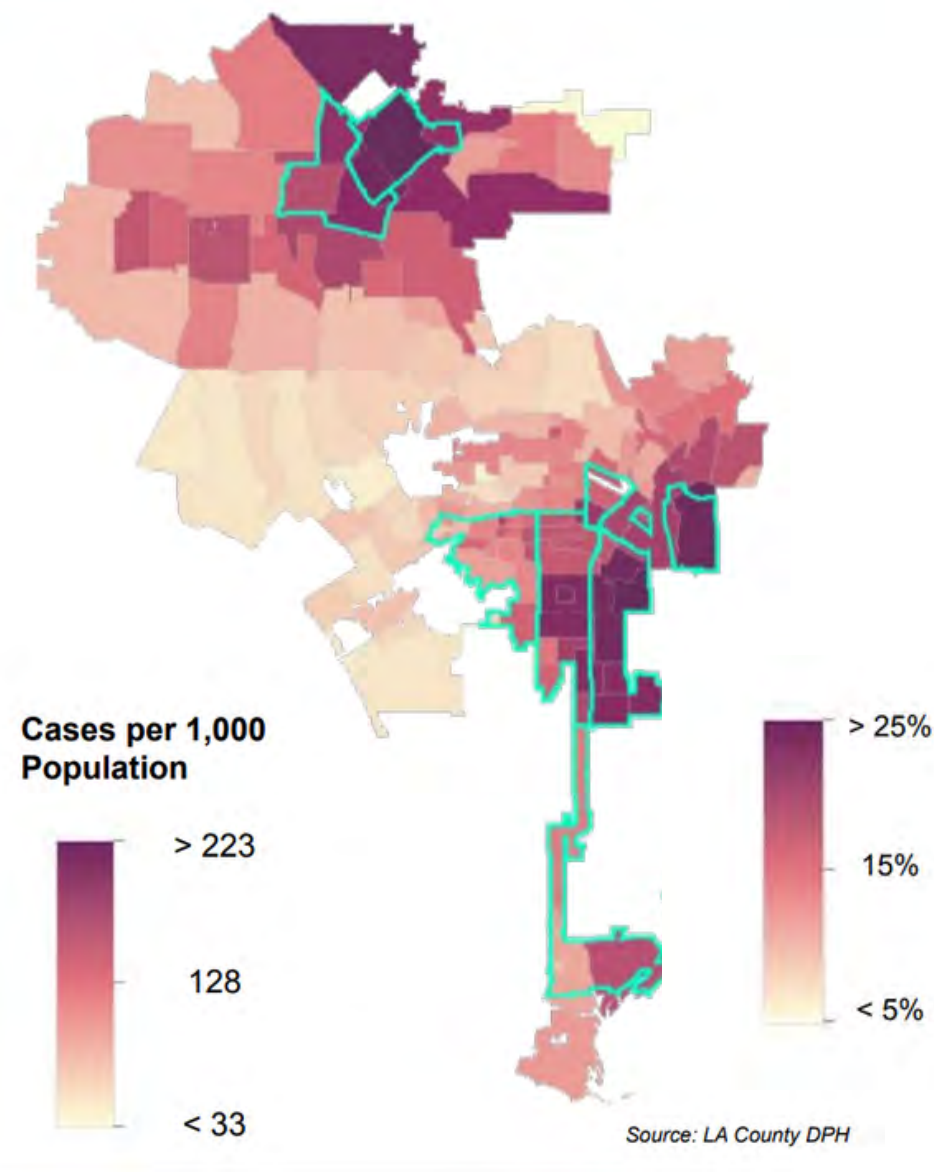 Cases per 1,000
Population
> 223
128
< 33
> 25%
15%
< 5%
Source: LA County DPH